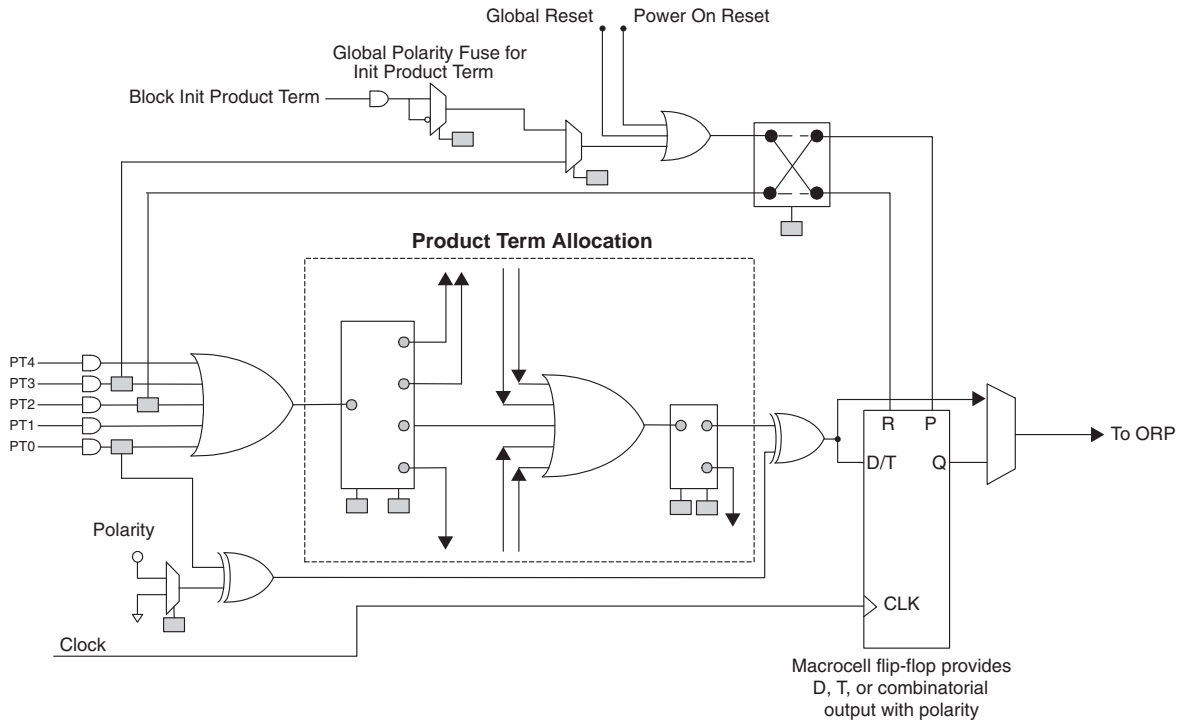 Global Reset
Power On Reset
Global Polarity Fuse for
Init Product Term
Block Init Product Term
Product Term Allocation
PT4
PT3
PT2
PT1
PT0
R
P
D/T
Q
To ORP
Polarity
CLK
Clock
Macrocell flip-flop provides
D, T, or combinatorial
output with polarity